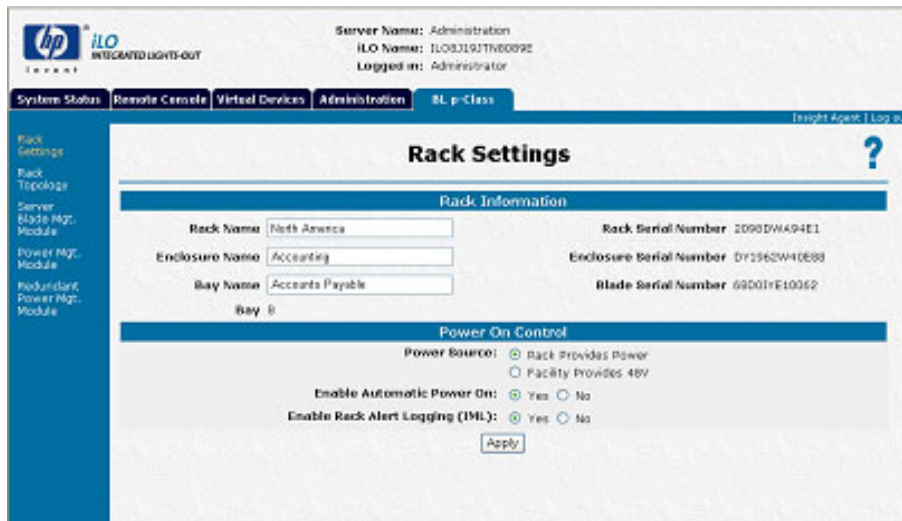 hp
invent
iLO
INTEGRATED LIGHTS-OUT
Server Name: Administration
iLO Name:
Logged in: Administrator
System Status Remote Console Virtual Devices Administration BL p-Class
Insight Agent | Log ou
Rack Settings
Rack Topology
Server Blade Mgt. Module
Power Mgt. Module
Redundant Power Mgt. Module
Rack Settings
?
Rack Information
Rack Name North America Rack Serial Number
Enclosure Name Accounting Enclosure Serial Number
Bay Name Accounts Payable Blade Serial Number
Bay 8
Power On Control
Power Source: Rack Provides Power
Facility Provides 48V
Enable Automatic Power On: Yes No
Enable Rack Alert Logging (IML): Yes No
Apply